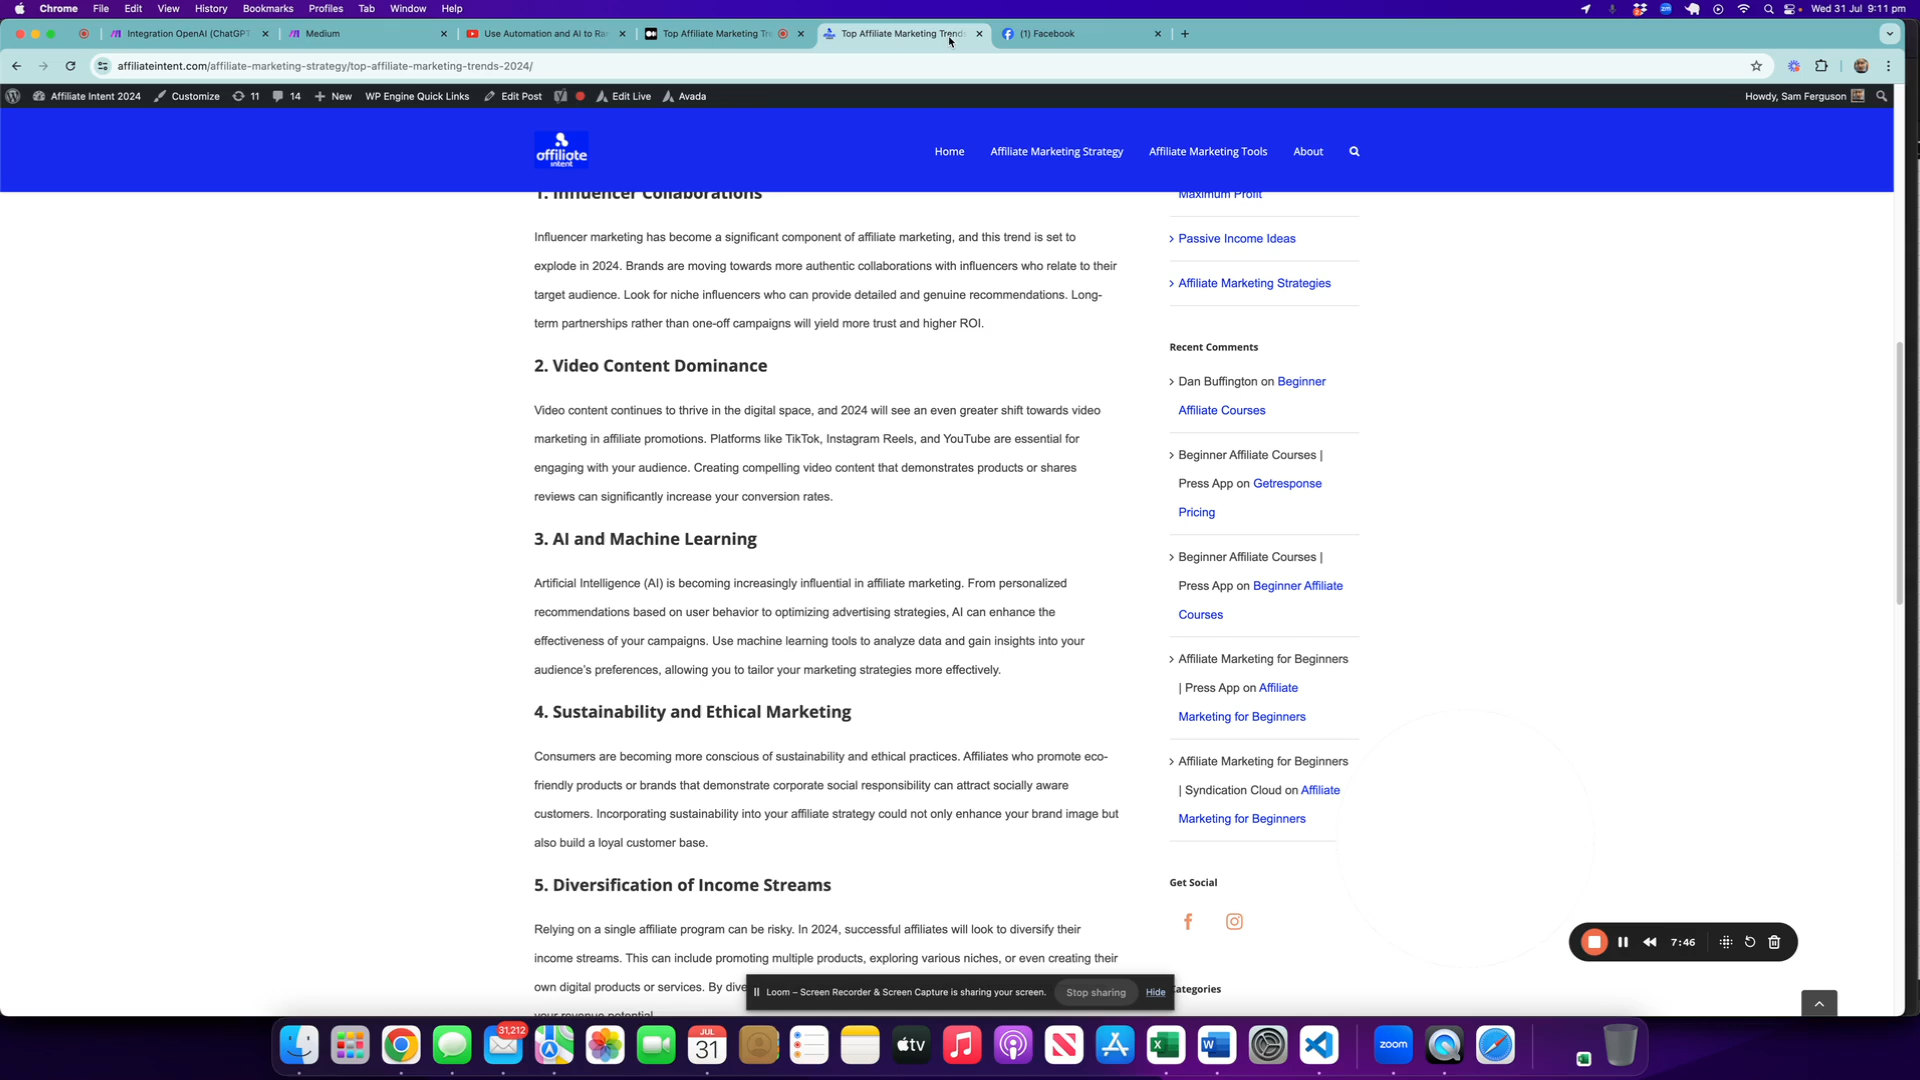 Chrome File Edit View History Bookmarks Profiles Tab Window Help
Wed 31 Jul 9:11 pm
Integration OpenAI (ChatGPT
Medium
Use Automation and AI to Ra
Top Affiliate Marketing Tr
Top Affiliate Marketing Trend
(1) Facebook
affiliateintent.com/affiliate-marketing-strategy/top-affiliate-marketing-trends-2024/
Affiliate Intent 2024 Customize 11 14 New WP Engine Quick Links Edit Post Edit Live Avada
Howdy, Sam Ferguson
affiliate
intent
Home Affiliate Marketing Strategy Affiliate Marketing Tools About
1. Influencer Collaborations
Influencer marketing has become a significant component of affiliate marketing, and this trend is set to
explode in 2024. Brands are moving towards more authentic collaborations with influencers who relate to their
target audience. Look for niche influencers who can provide detailed and genuine recommendations. Long-
term partnerships rather than one-off campaigns will yield more trust and higher ROI.
2. Video Content Dominance
Video content continues to thrive in the digital space, and 2024 will see an even greater shift towards video
marketing in affiliate promotions. Platforms like TikTok, Instagram Reels, and YouTube are essential for
engaging with your audience. Creating compelling video content that demonstrates products or shares
reviews can significantly increase your conversion rates.
3. AI and Machine Learning
Artificial Intelligence (AI) is becoming increasingly influential in affiliate marketing. From personalized
recommendations based on user behavior to optimizing advertising strategies, AI can enhance the
effectiveness of your campaigns. Use machine learning tools to analyze data and gain insights into your
audience's preferences, allowing you to tailor your marketing strategies more effectively.
4. Sustainability and Ethical Marketing
Consumers are becoming more conscious of sustainability and ethical practices. Affiliates who promote eco-
friendly products or brands that demonstrate corporate social responsibility can attract socially aware
customers. Incorporating sustainability into your affiliate strategy could not only enhance your brand image but
also build a loyal customer base.
5. Diversification of Income Streams
Relying on a single affiliate program can be risky. In 2024, successful affiliates will look to diversify their
income streams. This can include promoting multiple products, exploring various niches, or even creating their
own digital products or services. By dive
your revenue potential.
Maximum Profit
Passive Income Ideas
Affiliate Marketing Strategies
Recent Comments
Dan Buffington on Beginner
Affiliate Courses
Beginner Affiliate Courses |
Press App on Getresponse
Pricing
Beginner Affiliate Courses |
Press App on Beginner Affiliate
Courses
Affiliate Marketing for Beginners
| Press App on Affiliate
Marketing for Beginners
Affiliate Marketing for Beginners
| Syndication Cloud on Affiliate
Marketing for Beginners
Get Social
ategories
7:46
Loom – Screen Recorder & Screen Capture is sharing your screen. Stop sharing Hide
31,212
JUL
31
tv
zoom